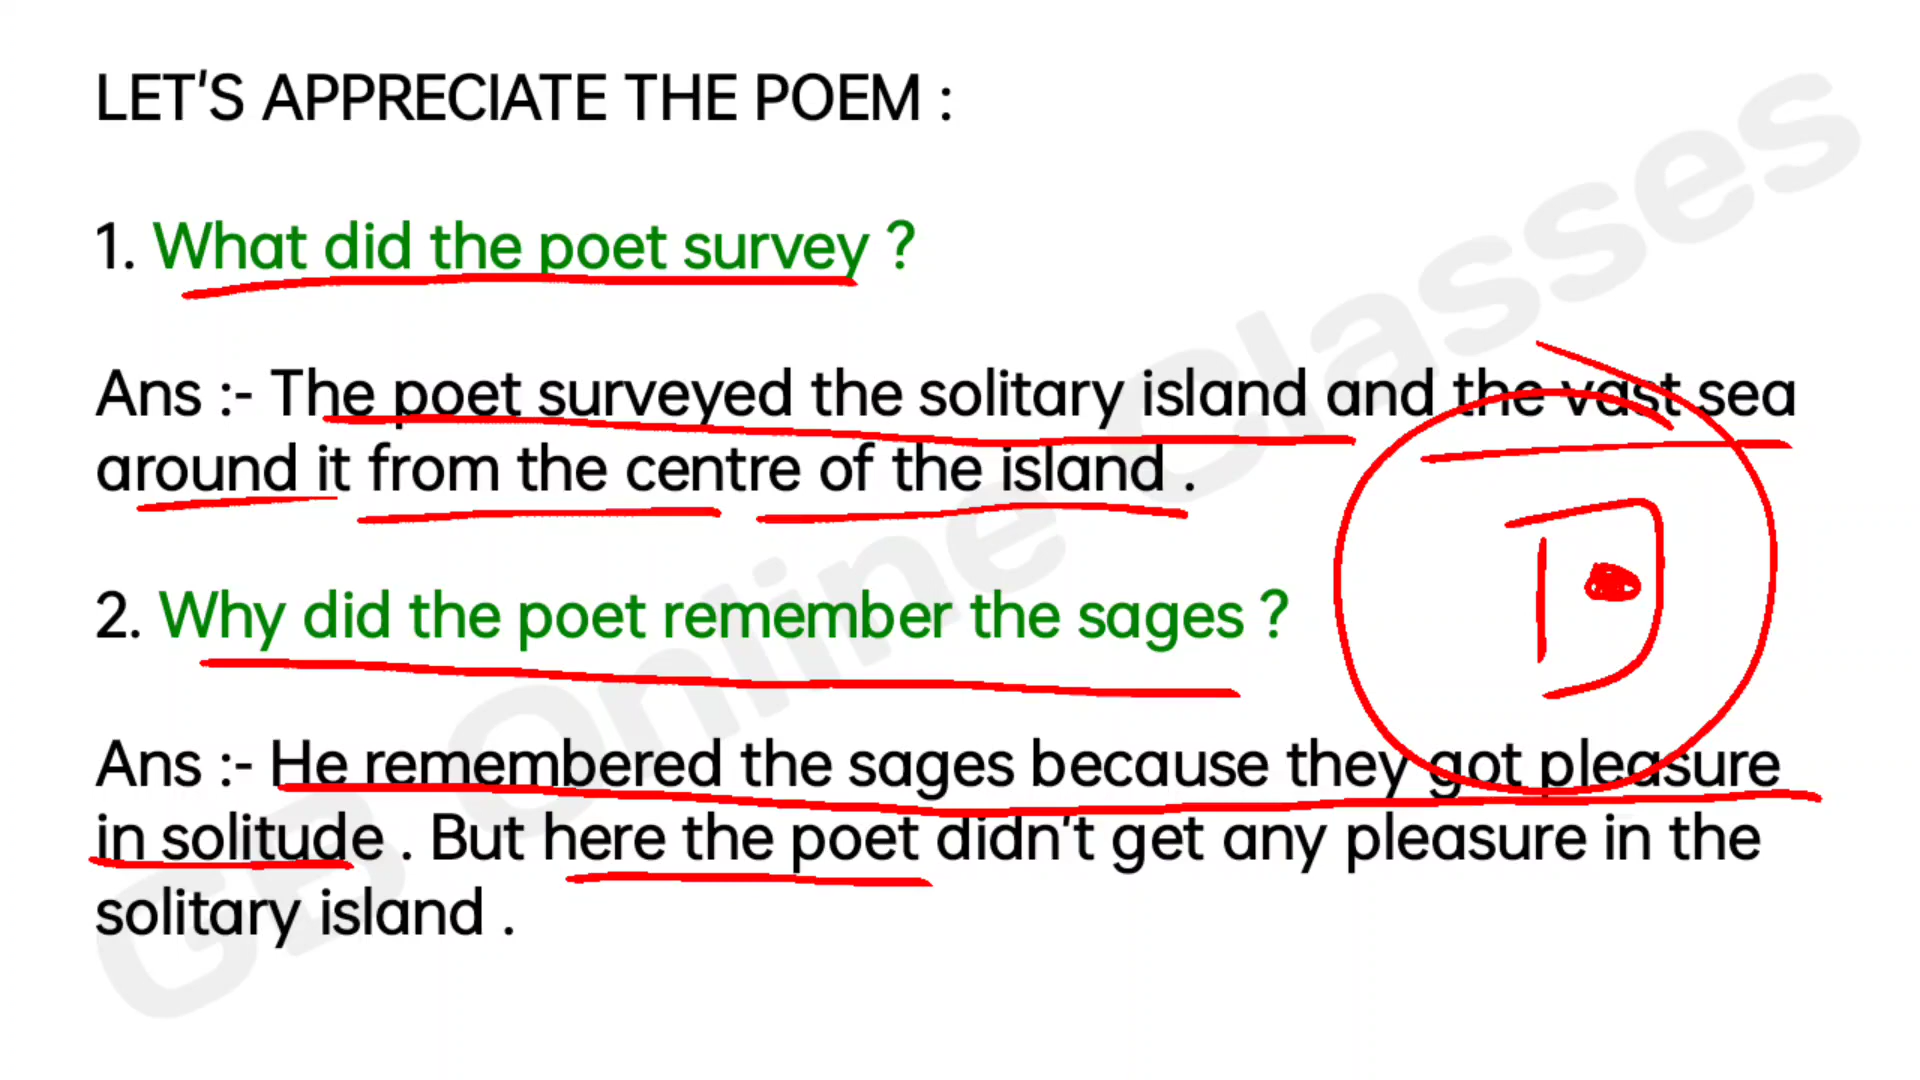 LET'S APPRECIATE THE POEM :
1. What did the poet survey ?
Ans :- The poet surveyed the solitary island and the vast sea
around it from the centre of the island .
2. Why did the poet remember the sages ?
Ans :- He remembered the sages because they got pleasure
in solitude . But here the poet didn't get any pleasure in the
solitary island .
GB Online Classes